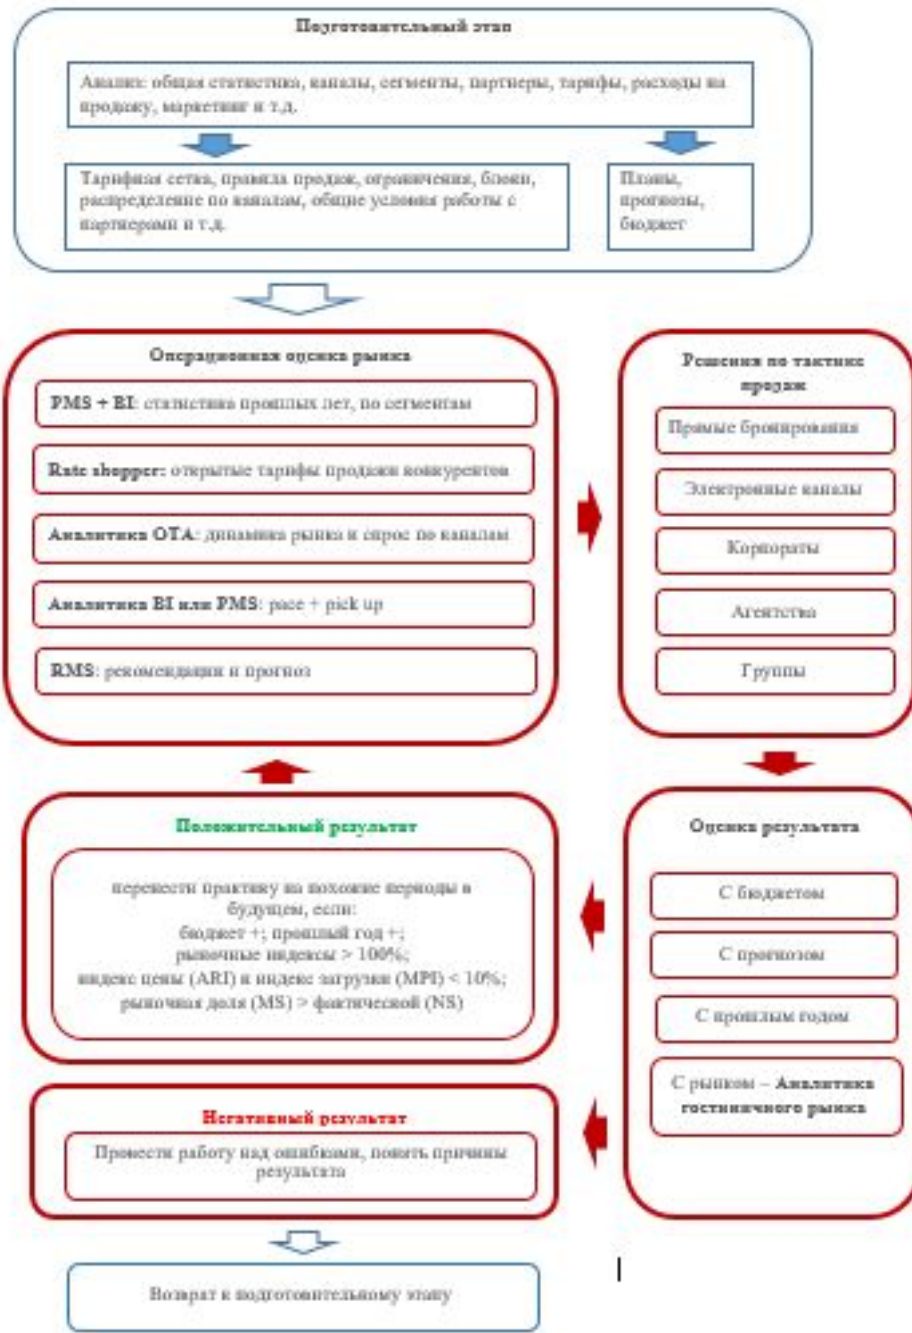 Подготовительный этап
Анализ: общая статистика, каналы, сегменты, партнеры, тарифы, расходы на
продажу, маркетинг и т.д.
Тарифная сетка, правила продаж, ограничения, блоки,
распределение по каналам, общие условия работы с
партнерами и т.д.
Планы,
прогнозы,
бюджет
Операционная оценка рынка
PMS + BI: статистика прошлых лет, по сегментам
Rate shopper: открытые тарифы продажи конкурентов
Аналитика ОТА: динамика рынка и спрос по каналам
Аналитика BI или PMS: pace + pick up
RMS: рекомендации и прогноз
Решения по тактике
продаж
Прямые бронирования
Электронные каналы
Корпораты
Агентства
Группы
Оценка результата
С бюджетом
С прогнозом
С прошлым годом
С рынком – Аналитика
гостиничного рынка
Положительный результат
перенести практику на похожие периоды в
будущем, если:
бюджет +; прошлый год +;
рыночные индексы > 100%;
индекс цены (ARI) и индекс загрузки (MPI) < 10%;
рыночная доля (MS) > фактической (NS)
Негативный результат
Провести работу над ошибками, понять причины
результата
Возврат к подготовительному этапу